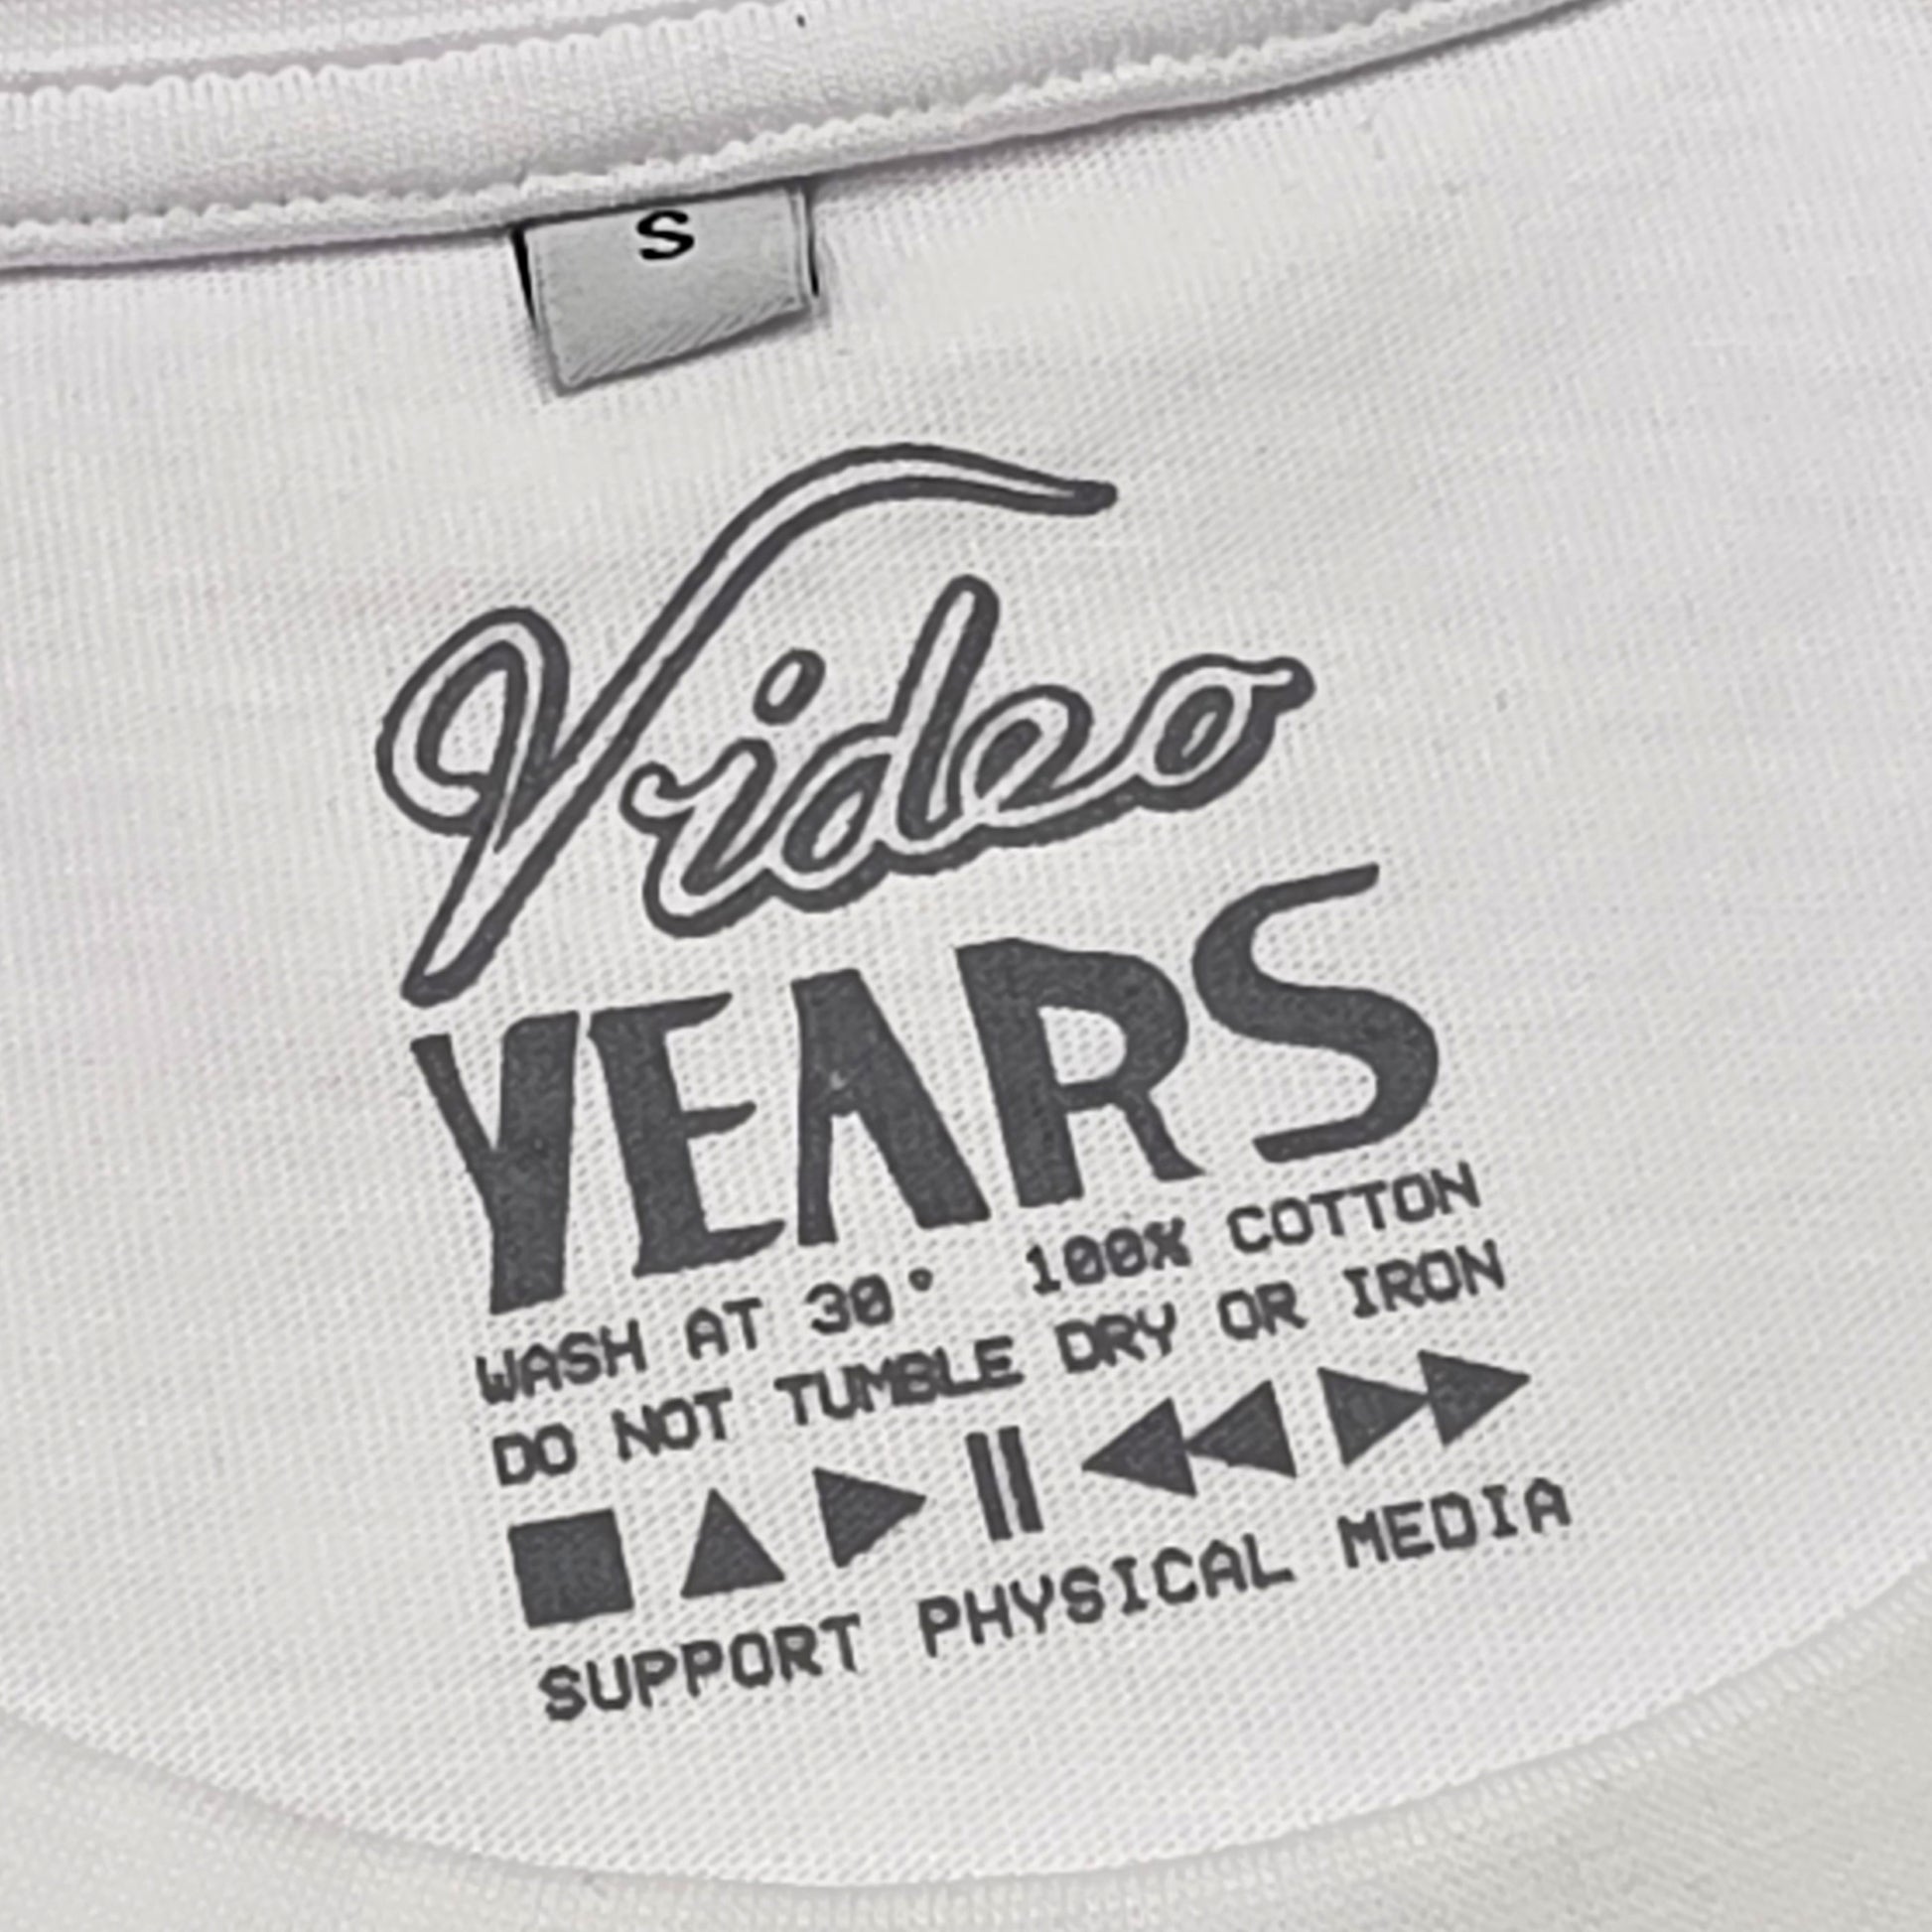 S
Video
YEARS
WASH AT 30° 100% COTTON
DO NOT TUMBLE DRY OR IRON
SUPPORT PHYSICAL MEDIA